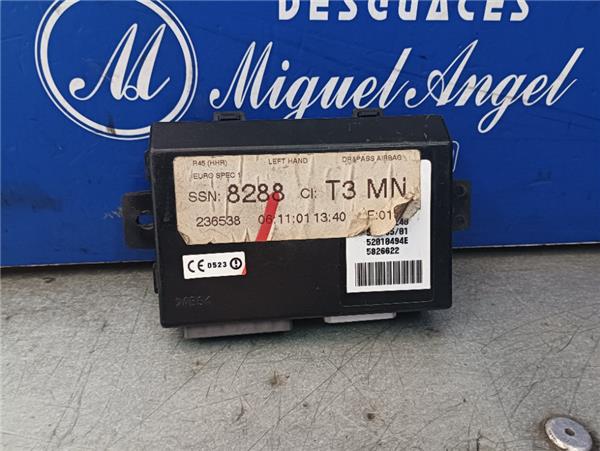 DESGUACES
M
Miguel Angel
R45 (HHR) LEFT HAND DR&PASS AIRBAG
EURO SPEC 1
SSN: 8288 CI: T3 MN
236538 06:11:01 13:40
CE 0523
52010494E
5026622